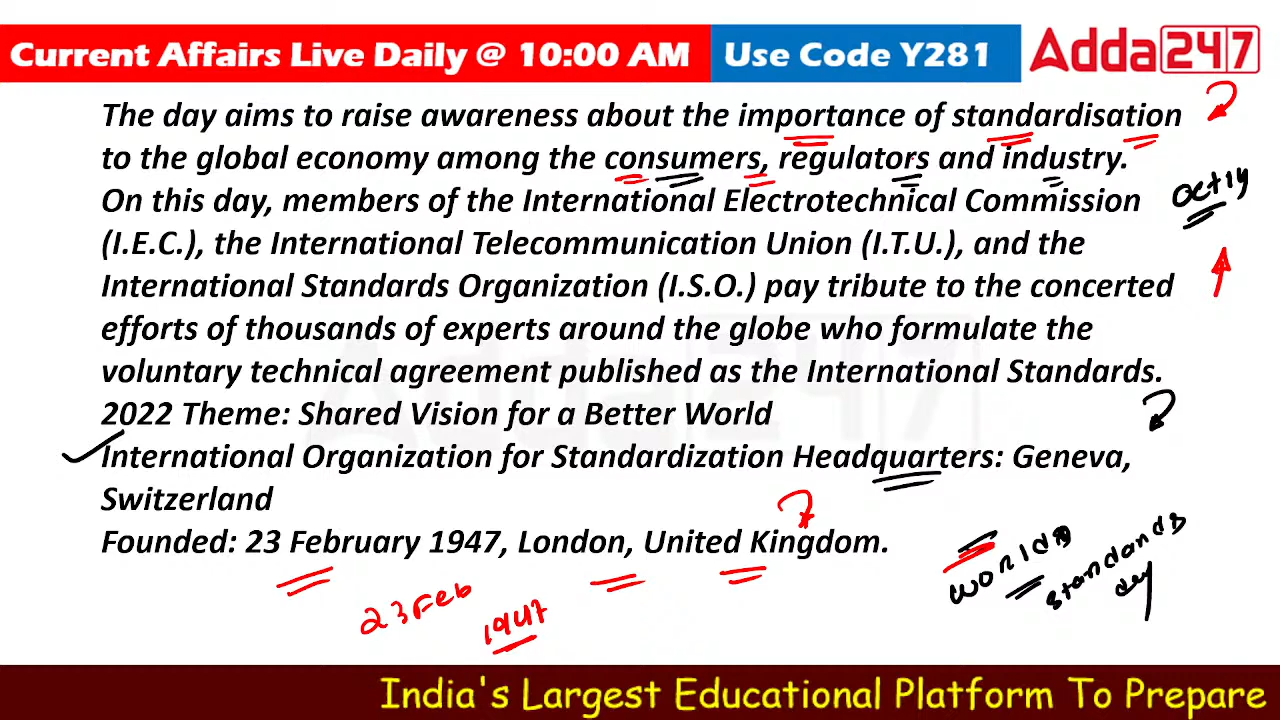 Current Affairs Live Daily @ 10:00 AM
Use Code Y281
Adda247
The day aims to raise awareness about the importance of standardisation
to the global economy among the consumers, regulators and industry.
oct 14
On this day, members of the International Electrotechnical Commission
(I.E.C.), the International Telecommunication Union (I.T.U.), and the
International Standards Organization (I.S.O.) pay tribute to the concerted
efforts of thousands of experts around the globe who formulate the
voluntary technical agreement published as the International Standards.
2022 Theme: Shared Vision for a Better World
International Organization for Standardization Headquarters: Geneva,
Switzerland
Founded: 23 February 1947, London, United Kingdom.
23 Feb
1947
world
standards
day
India's Largest Educational Platform To Prepare